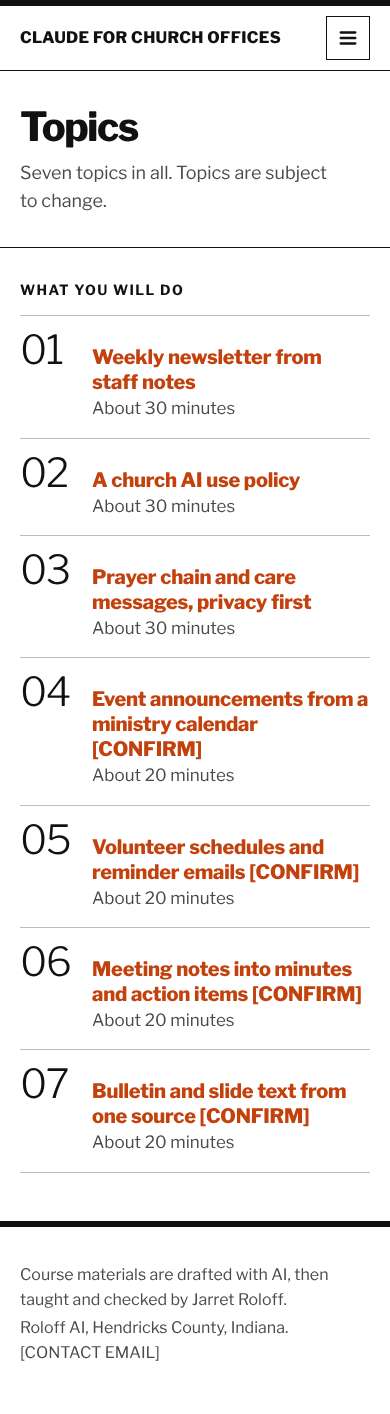 CLAUDE FOR CHURCH OFFICES
Topics
Seven topics in all. Topics are subject
to change.
WHAT YOU WILL DO
01
Weekly newsletter from
staff notes
About 30 minutes
02
A church AI use policy
About 30 minutes
03
Prayer chain and care
messages, privacy first
About 30 minutes
04
Event announcements from a
ministry calendar
[CONFIRM]
About 20 minutes
05
Volunteer schedules and
reminder emails [CONFIRM]
About 20 minutes
06
Meeting notes into minutes
and action items [CONFIRM]
About 20 minutes
07
Bulletin and slide text from
one source [CONFIRM]
About 20 minutes
Course materials are drafted with AI, then
taught and checked by Jarret Roloff.
Roloff AI, Hendricks County, Indiana.
[CONTACT EMAIL]